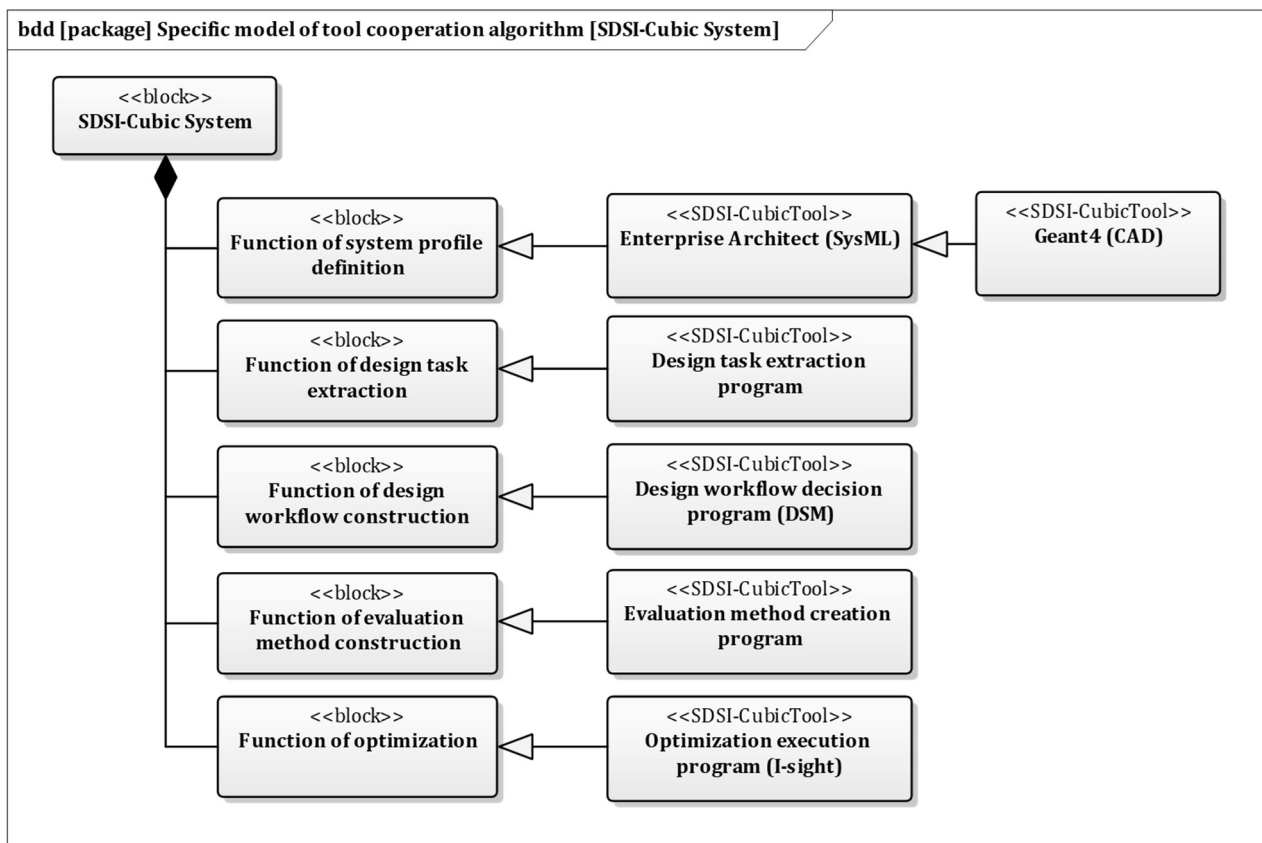 bdd [package] Specific model of tool cooperation algorithm [SDSI-Cubic System]
<<block>>
SDSI-Cubic System
<<block>>
Function of system profile
definition
<<SDSI-CubicTool>>
Enterprise Architect (SysML)
<<SDSI-CubicTool>>
Geant4 (CAD)
<<block>>
Function of design task
extraction
<<SDSI-CubicTool>>
Design task extraction
program
<<block>>
Function of design
workflow construction
<<SDSI-CubicTool>>
Design workflow decision
program (DSM)
<<block>>
Function of evaluation
method construction
<<SDSI-CubicTool>>
Evaluation method creation
program
<<block>>
Function of optimization
<<SDSI-CubicTool>>
Optimization execution
program (I-sight)